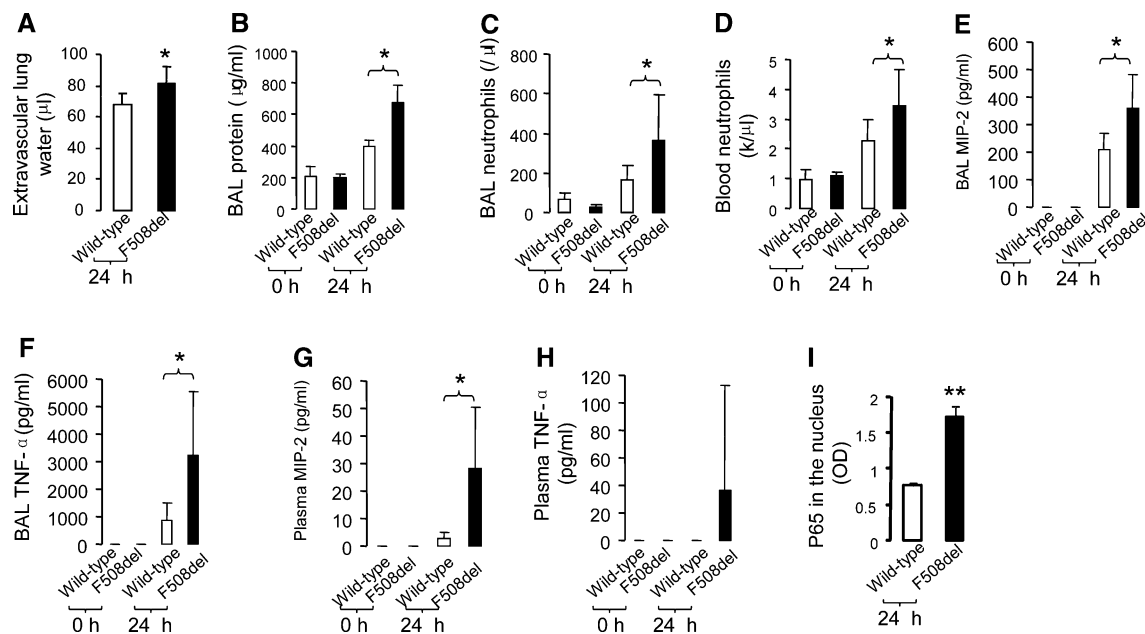 A
Extravascular lung
water (μl)
100
80
60
40
20
0
*
Wild-type
F508del
24 h
B
BAL protein (μg/ml)
1000
800
600
400
200
0
*
Wild-type
F508del
Wild-type
F508del
0 h
24 h
C
BAL neutrophils (/μl)
800
600
400
200
0
*
Wild-type
F508del
Wild-type
F508del
0 h
24 h
D
Blood neutrophils
(k/μl)
5
4
3
2
1
0
*
Wild-type
F508del
Wild-type
F508del
0 h
24 h
E
BAL MIP-2 (pg/ml)
600
500
400
300
200
100
0
*
Wild-type
F508del
Wild-type
F508del
0 h
24 h
F
BAL TNF-α (pg/ml)
6000
5000
4000
3000
2000
1000
0
*
Wild-type
F508del
Wild-type
F508del
0 h
24 h
G
Plasma MIP-2 (pg/ml)
60
50
40
30
20
10
0
*
Wild-type
F508del
Wild-type
F508del
0 h
24 h
H
Plasma TNF-α
(pg/ml)
120
100
80
60
40
20
0
Wild-type
F508del
Wild-type
F508del
0 h
24 h
I
P65 in the nucleus
(OD)
2
1.5
1
0.5
0
**
Wild-type
F508del
24 h